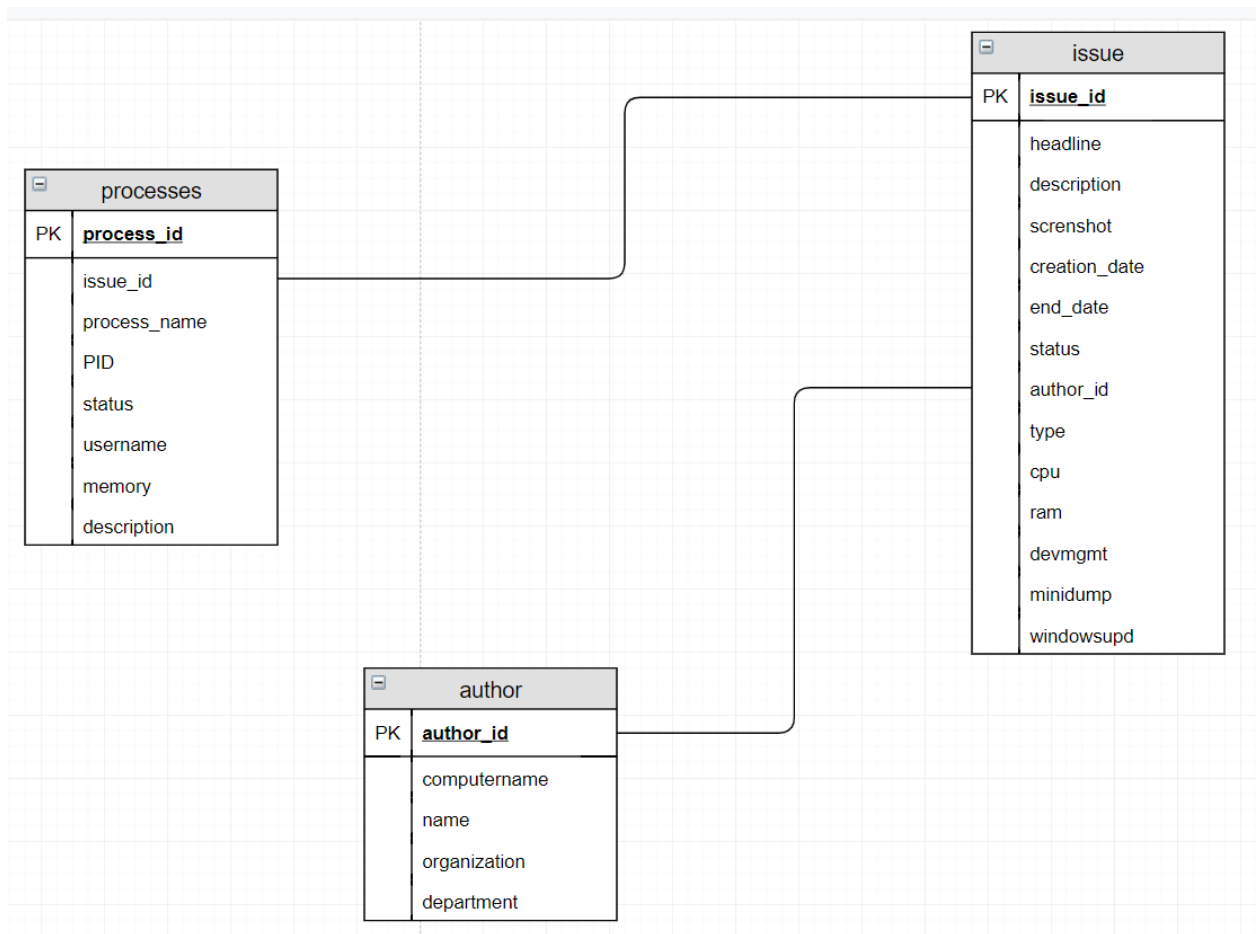 processes
PK process_id
issue_id
process_name
PID
status
username
memory
description
issue
PK issue_id
headline
description
screnshot
creation_date
end_date
status
author_id
type
cpu
ram
devmgmt
minidump
windowsupd
author
PK author_id
computername
name
organization
department